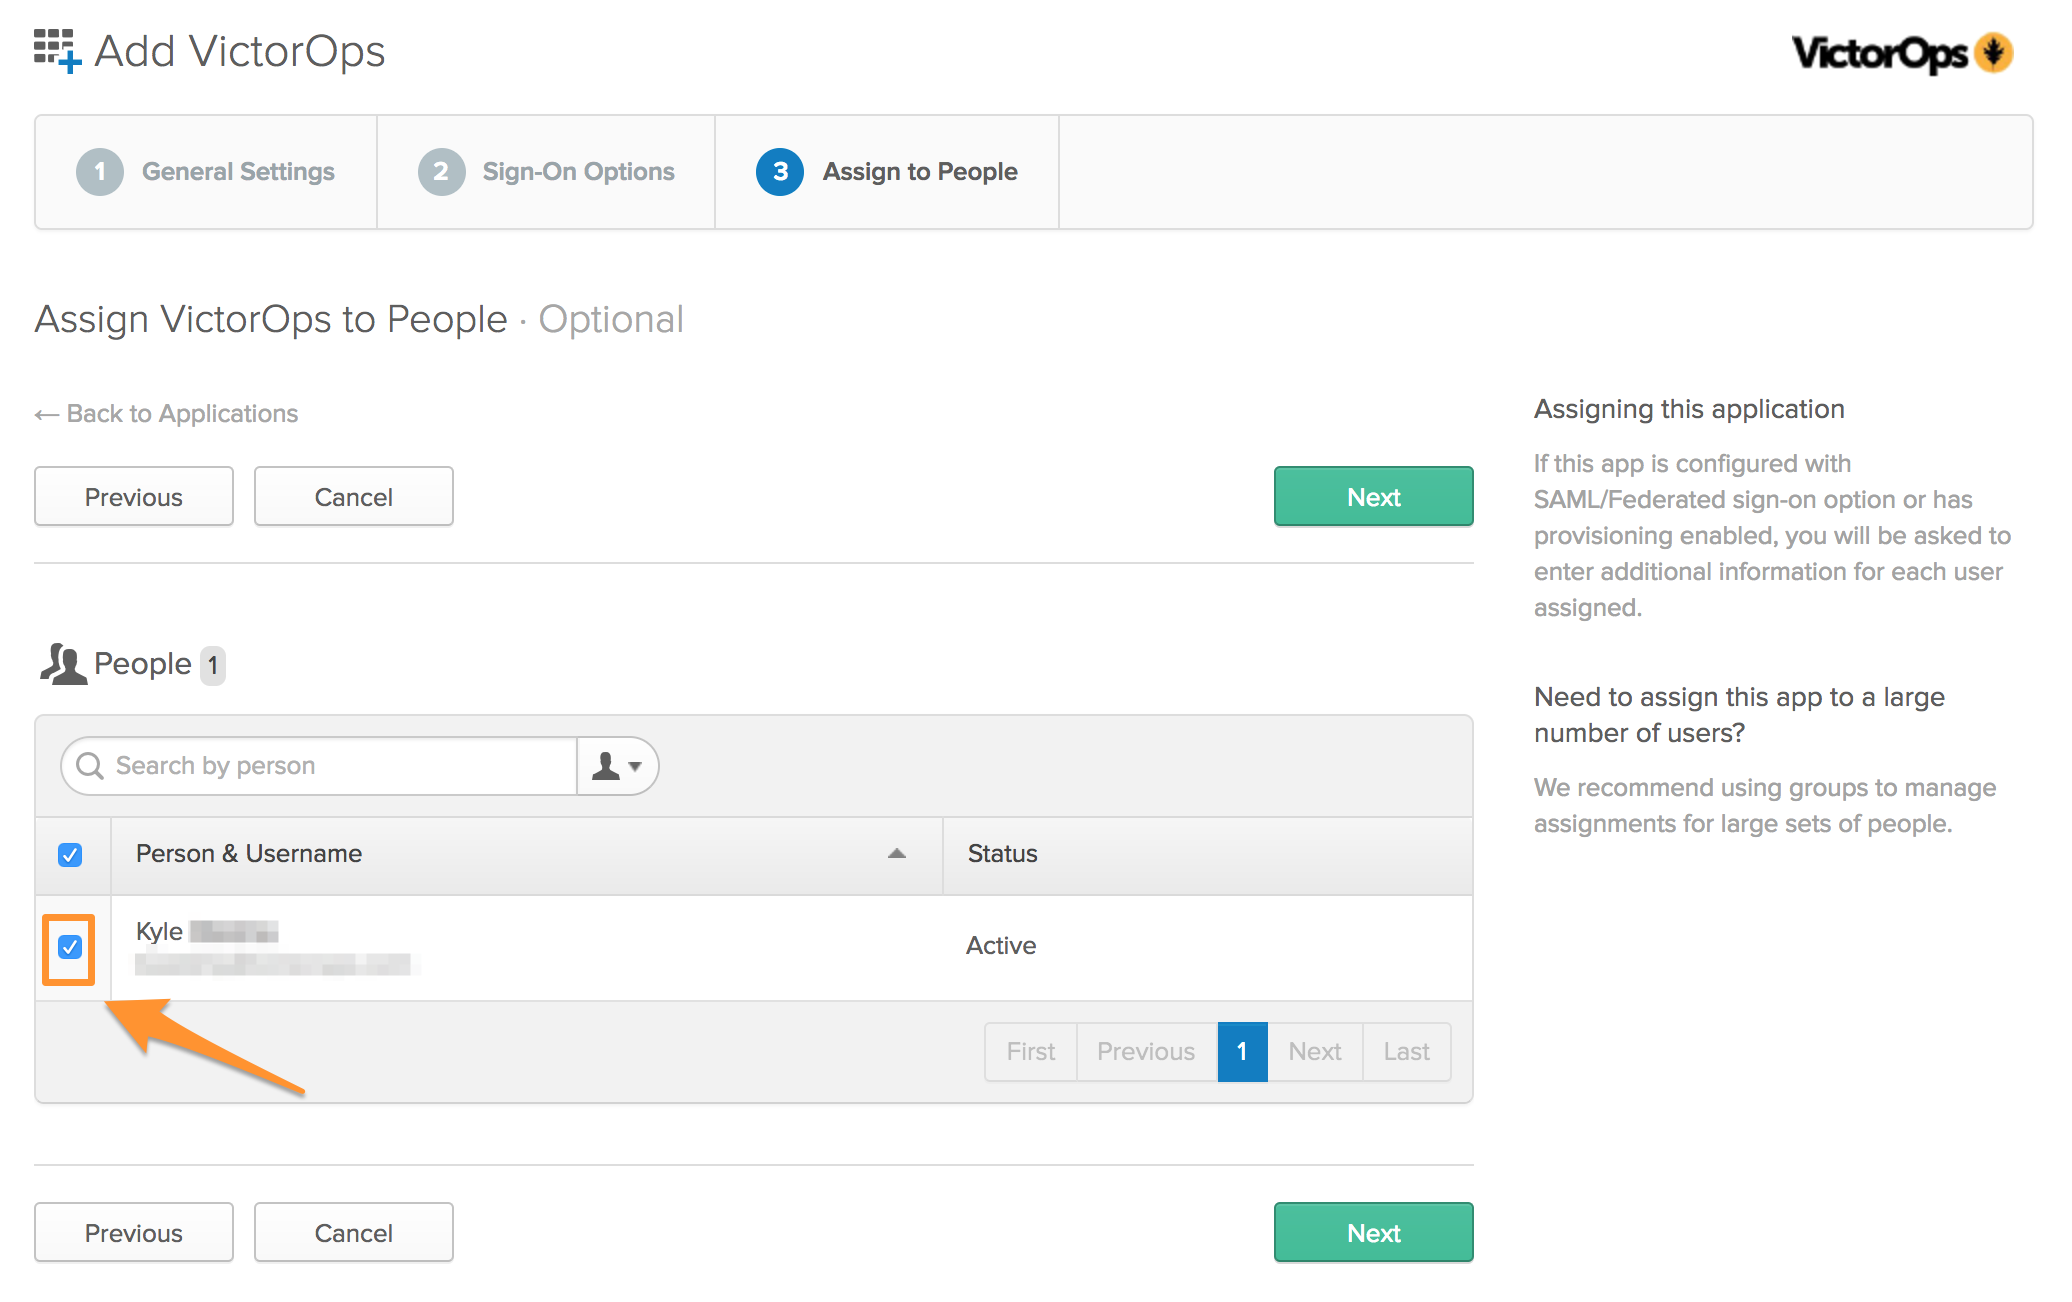 Add VictorOps
VictorOps
1 General Settings
2 Sign-On Options
3 Assign to People
Assign VictorOps to People · Optional
← Back to Applications
Previous
Cancel
Next
People 1
Search by person
Person & Username
Status
Kyle
Active
First
Previous
1
Next
Last
Previous
Cancel
Next
Assigning this application
If this app is configured with
SAML/Federated sign-on option or has
provisioning enabled, you will be asked to
enter additional information for each user
assigned.
Need to assign this app to a large
number of users?
We recommend using groups to manage
assignments for large sets of people.